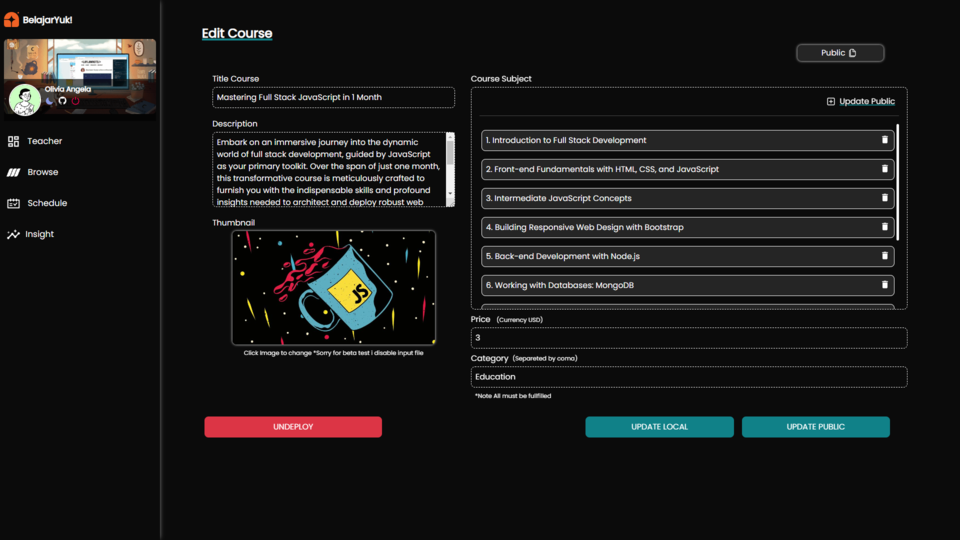 BelajarYuk!
Olivia Angela
Teacher
Browse
Schedule
Insight
Edit Course
Public
Title Course
Mastering Full Stack JavaScript in 1 Month
Description
Embark on an immersive journey into the dynamic
world of full stack development, guided by JavaScript
as your primary toolkit. Over the span of just one month,
this transformative course is meticulously crafted to
furnish you with the indispensable skills and profound
insights needed to architect and deploy robust web
Thumbnail
JS
Click Image to change *Sorry for beta test i disable input file
Course Subject
Update Public
1. Introduction to Full Stack Development
2. Front-end Fundamentals with HTML, CSS, and JavaScript
3. Intermediate JavaScript Concepts
4. Building Responsive Web Design with Bootstrap
5. Back-end Development with Node.js
6. Working with Databases: MongoDB
Price (Currency USD)
3
Category (Separeted by coma)
Education
*Note All must be fullfilled
UNDEPLOY
UPDATE LOCAL
UPDATE PUBLIC